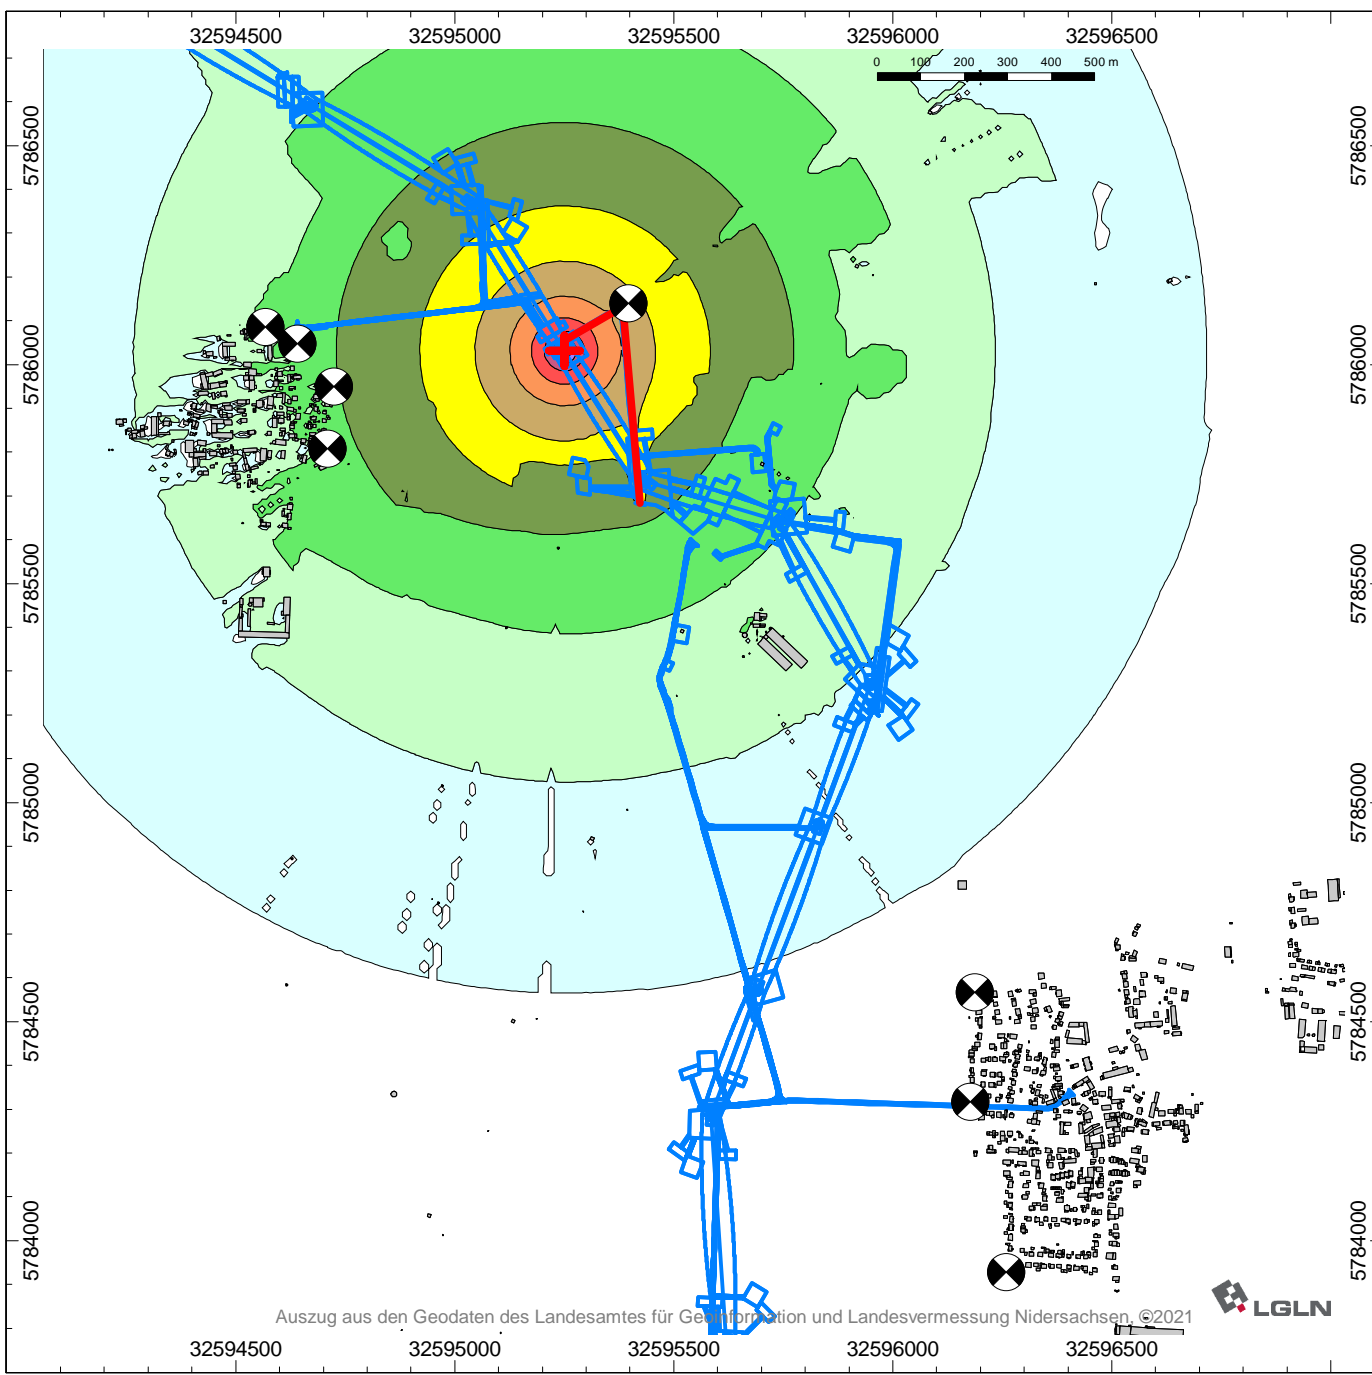 32594500 32595000 32595500 32596000 32596500
0 100 200 300 400 500 m
5786500 5786500
5786000 5786000
5785500 5785500
5785000 5785000
5784500 5784500
5784000 5784000
LGLN
Auszug aus den Geodaten des Landesamtes für Geoinformation und Landesvermessung Nidersachsen, ©2021
32594500 32595000 32595500 32596000 32596500